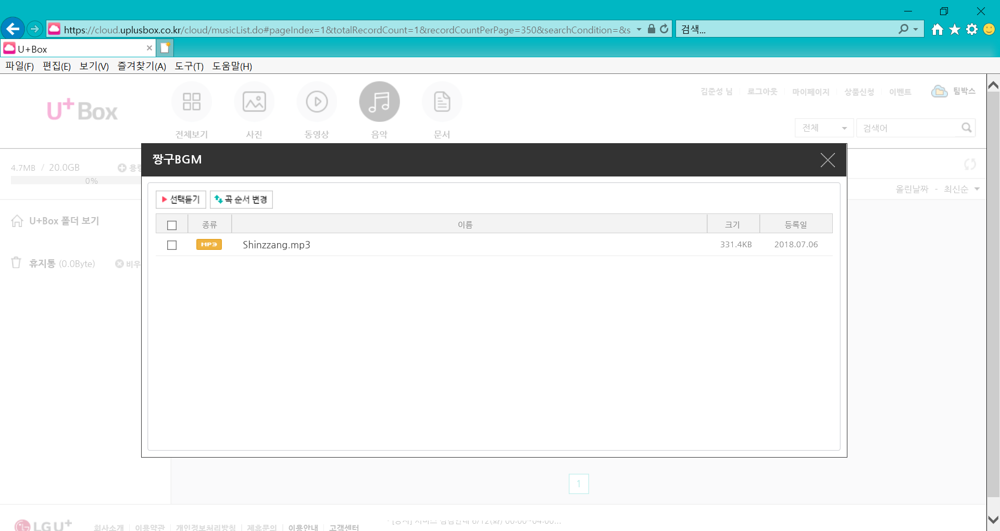 https://cloud.uplusbox.co.kr/cloud/musicList.do#pageIndex=1&totalRecordCount=1&recordCountPerPage=350&searchCondition=&s
검색...
U+Box
파일(F) 편집(E) 보기(V) 즐겨찾기(A) 도구(T) 도움말(H)
김준성 님 로그아웃 마이페이지 상품신청 이벤트 팀박스
U+ Box
전체보기 사진 동영상 음악 문서
전체 검색어
짱구BGM
4.7MB / 20.0GB
0%
올린날짜 - 최신순
선택듣기 곡 순서 변경
U+Box 폴더 보기
종류 이름 크기 등록일
MP3 Shinzzang.mp3 331.4KB 2018.07.06
휴지통 (0.0Byte) 비우
1
LG U+ 회사소개 이용약관 개인정보처리방침 제휴문의 이용안내 고객센터